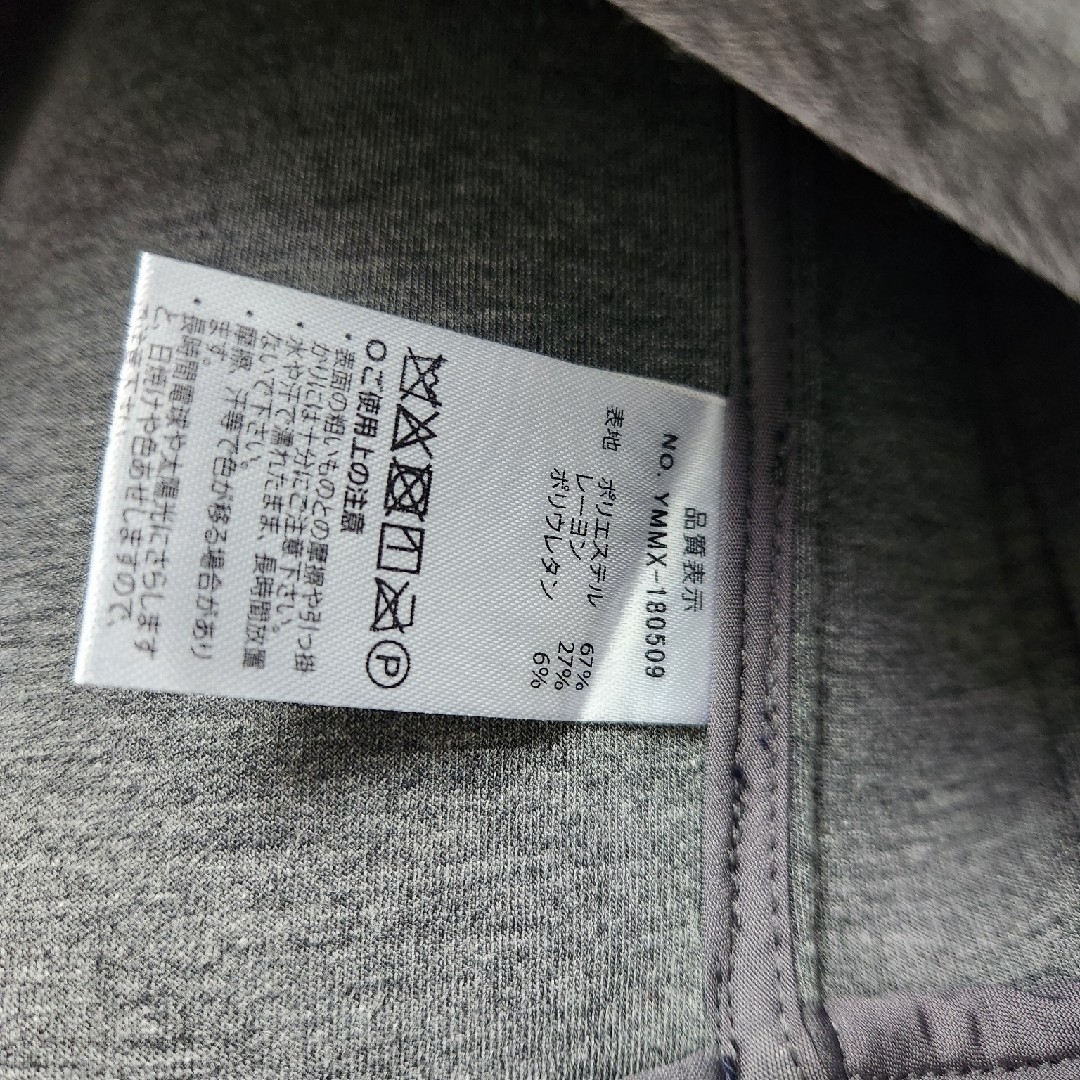 品質表示
NO. YMMX-180509
表地 ポリエステル 67%
レーヨン 27%
ポリウレタン 6%
P
○ご使用上の注意
・表面の粗いものとの摩擦や引っ掛
かりには十分にご注意下さい。
・水や汗で濡れたまま、長時間放置
しないで下さい。
・摩擦、汗等で色が移る場合があり
ます。
・長時間電球や太陽光にさらします
と、日焼けや色あせしますので、